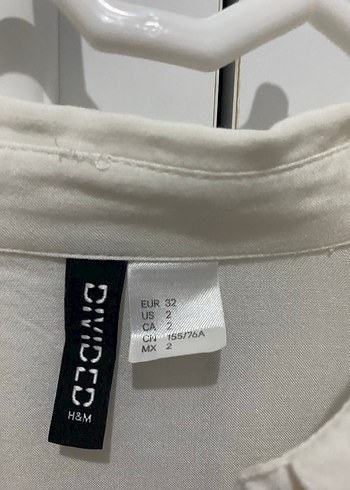 DIVIDED
H&M
EUR 32
US 2
CA 2
CN 155/76A
MX 2